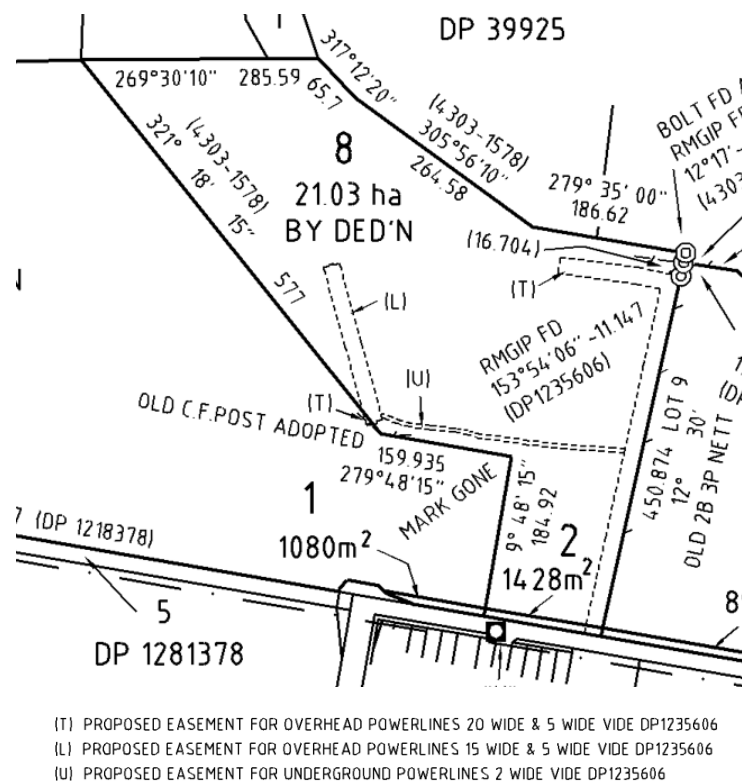 DP 39925
317°12'20"
269°30'10" 285.59
65.7
(4303-1578)
305°56'10"
264.58
BOLT FD
RMGIP FD
12°17'
(4303
321° 18' 15"
(4303-1578)
577
8
21.03 ha
BY DED'N
279° 35' 00"
186.62
(16.704)
(T)
(L)
RMGIP FD
153°54'06" -11.147
(DP1235606)
(U)
(T)
OLD C.F.POST ADOPTED
159.935
279°48'15"
MARK GONE
9° 48' 15"
184.92
450.874 LOT 9
12° 30'
OLD 2B 3P NETT
1
1080m²
2
1428m²
(DP 1218378)
5
DP 1281378
8
(T) PROPOSED EASEMENT FOR OVERHEAD POWERLINES 20 WIDE & 5 WIDE VIDE DP1235606
(L) PROPOSED EASEMENT FOR OVERHEAD POWERLINES 15 WIDE & 5 WIDE VIDE DP1235606
(U) PROPOSED EASEMENT FOR UNDERGROUND POWERLINES 2 WIDE VIDE DP1235606